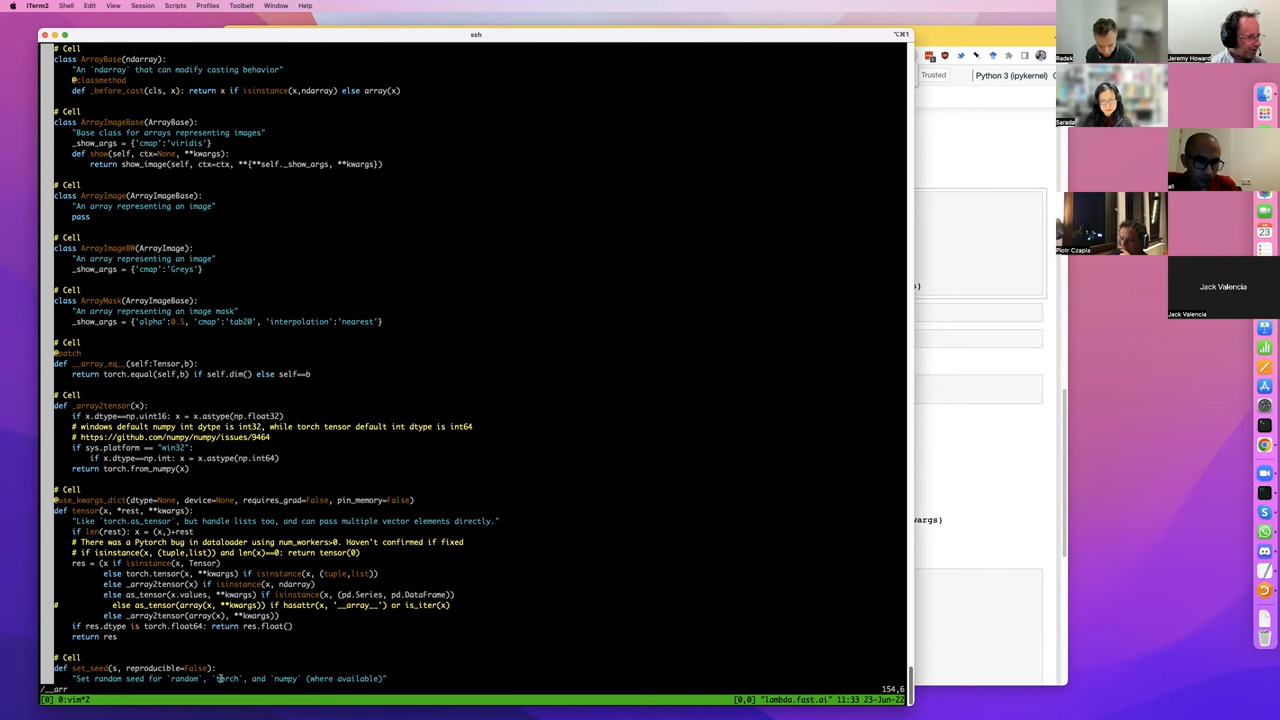 iTerm2 Shell Edit View Session Scripts Profiles Toolbelt Window Help
ssh
⌥⌘1
# Cell
class ArrayBase(ndarray):
    "An `ndarray` that can modify casting behavior"
    @classmethod
    def _before_cast(cls, x): return x if isinstance(x,ndarray) else array(x)
# Cell
class ArrayImageBase(ArrayBase):
    "Base class for arrays representing images"
    _show_args = {'cmap':'viridis'}
    def show(self, ctx=None, **kwargs):
        return show_image(self, ctx=ctx, **{**self._show_args, **kwargs})
# Cell
class ArrayImage(ArrayImageBase):
    "An array representing an image"
    pass
# Cell
class ArrayImageBW(ArrayImage):
    "An array representing an image"
    _show_args = {'cmap':'Greys'}
# Cell
class ArrayMask(ArrayImageBase):
    "An array representing an image mask"
    _show_args = {'alpha':0.5, 'cmap':'tab20', 'interpolation':'nearest'}
# Cell
@patch
def __array_eq__(self:Tensor,b):
    return torch.equal(self,b) if self.dim() else self==b
# Cell
def _array2tensor(x):
    if x.dtype==np.uint16: x = x.astype(np.float32)
    # windows default numpy int dytpe is int32, while torch tensor default int dtype is int64
    # https://github.com/numpy/numpy/issues/9464
    if sys.platform == "win32":
        if x.dtype==np.int: x = x.astype(np.int64)
    return torch.from_numpy(x)
# Cell
@use_kwargs_dict(dtype=None, device=None, requires_grad=False, pin_memory=False)
def tensor(x, *rest, **kwargs):
    "Like `torch.as_tensor`, but handle lists too, and can pass multiple vector elements directly."
    if len(rest): x = (x,)+rest
    # There was a Pytorch bug in dataloader using num_workers>0. Haven't confirmed if fixed
    # if isinstance(x, (tuple,list)) and len(x)==0: return tensor(0)
    res = (x if isinstance(x, Tensor)
           else torch.tensor(x, **kwargs) if isinstance(x, (tuple,list))
           else _array2tensor(x) if isinstance(x, ndarray)
           else as_tensor(x.values, **kwargs) if isinstance(x, (pd.Series, pd.DataFrame))
#            else as_tensor(array(x, **kwargs)) if hasattr(x, '__array__') or is_iter(x)
           else _array2tensor(array(x), **kwargs))
    if res.dtype is torch.float64: return res.float()
    return res
# Cell
def set_seed(s, reproducible=False):
    "Set random seed for `random`, `torch`, and `numpy` (where available)"
/__arr 154,6
[0] 0:vim*Z [0,0] "lambda.fast.ai" 11:33 23-Jun-22
Trusted Python 3 (ipykernel)
)
wargs)
Radek
Jeremy Howard
Sarada
ali
Piotr Czapla
Jack Valencia
Jack Valencia
23